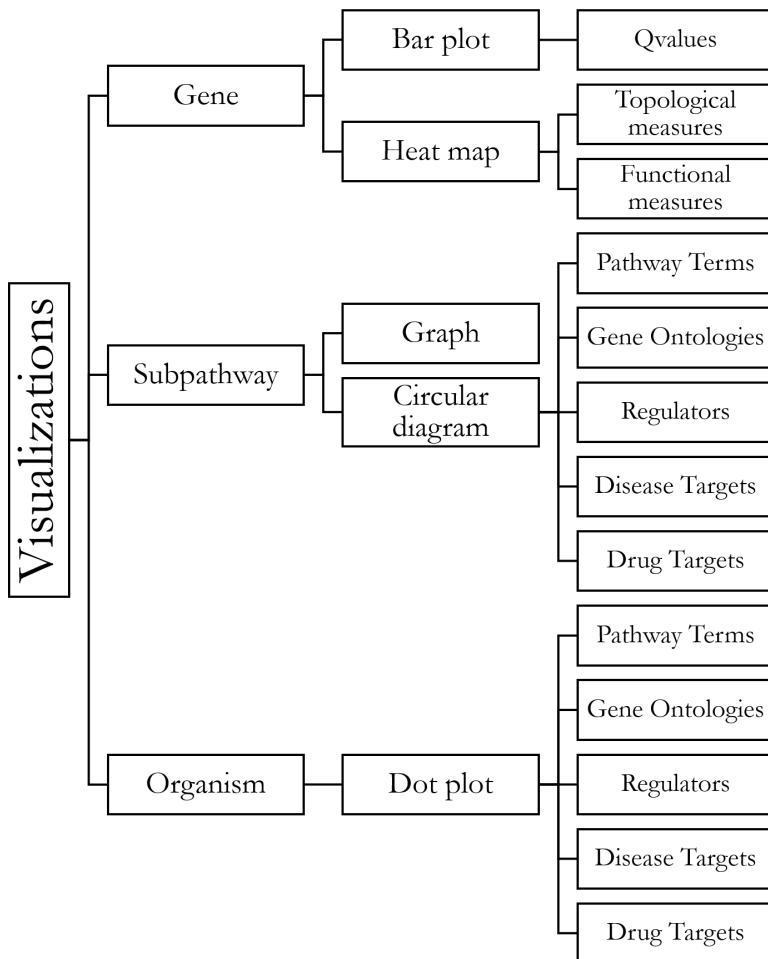 Visualizations
Gene
Bar plot
Qvalues
Heat map
Topological
measures
Functional
measures
Subpathway
Graph
Circular
diagram
Pathway Terms
Gene Ontologies
Regulators
Disease Targets
Drug Targets
Organism
Dot plot
Pathway Terms
Gene Ontologies
Regulators
Disease Targets
Drug Targets